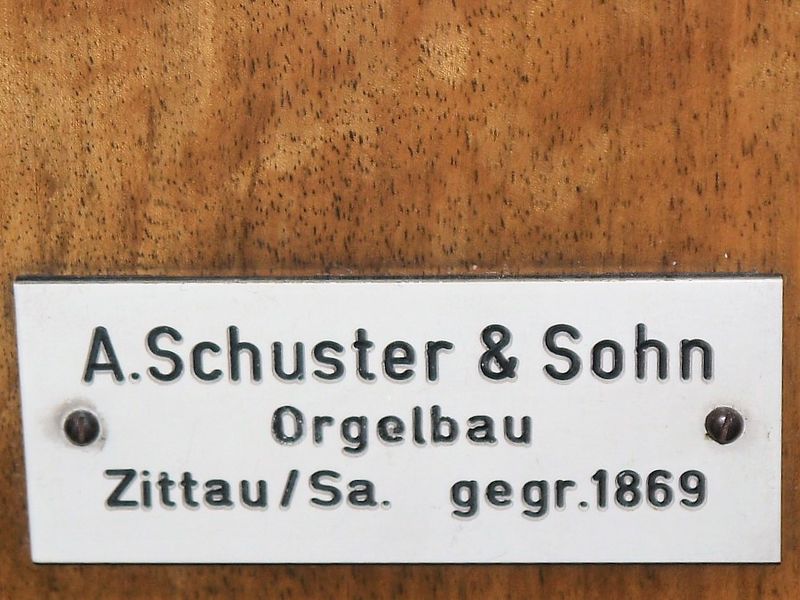 A.Schuster & Sohn
Orgelbau
Zittau/Sa. gegr.1869